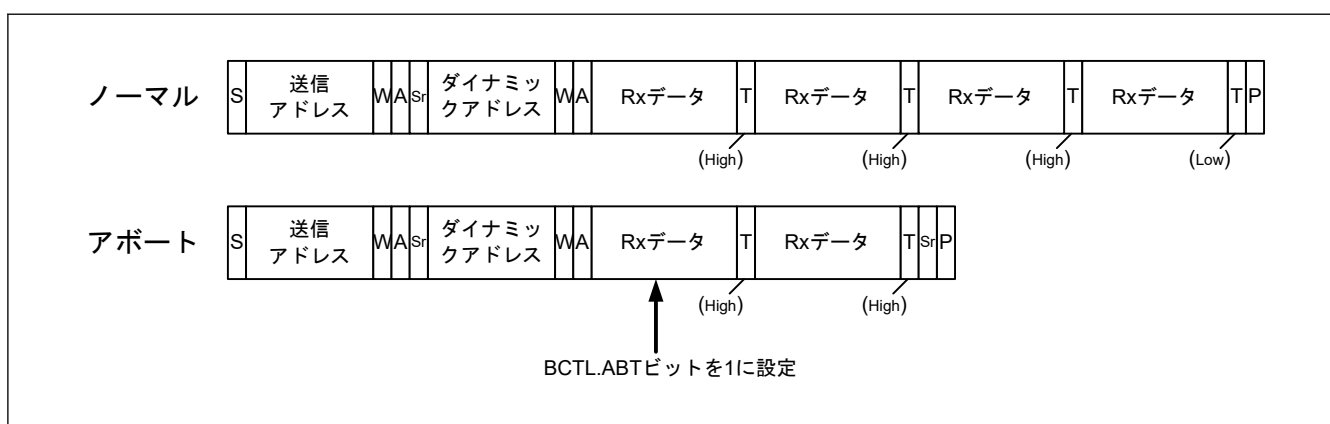 ノーマル
S 送信アドレス W A Sr ダイナミックアドレス W A Rxデータ T Rxデータ T Rxデータ T Rxデータ T P
(High) (High) (High) (Low)
アボート
S 送信アドレス W A Sr ダイナミックアドレス W A Rxデータ T Rxデータ T Sr P
(High) (High)
BCTL.ABTビットを1に設定